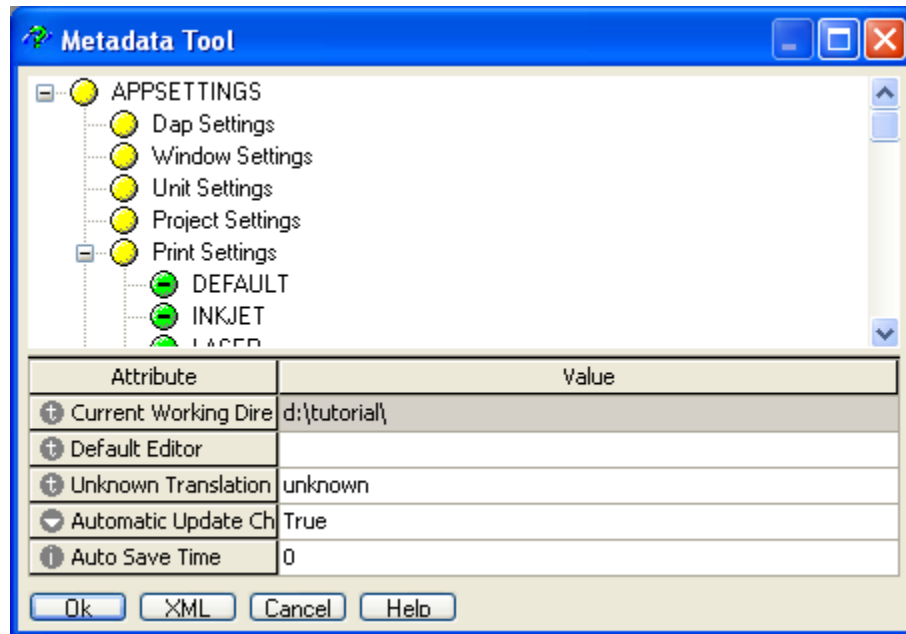 Metadata Tool
APPSETTINGS
Dap Settings
Window Settings
Unit Settings
Project Settings
Print Settings
DEFAULT
INKJET
LASER
Attribute Value
Current Working Dire d:\tutorial\
Default Editor
Unknown Translation unknown
Automatic Update Ch True
Auto Save Time 0
Ok XML Cancel Help